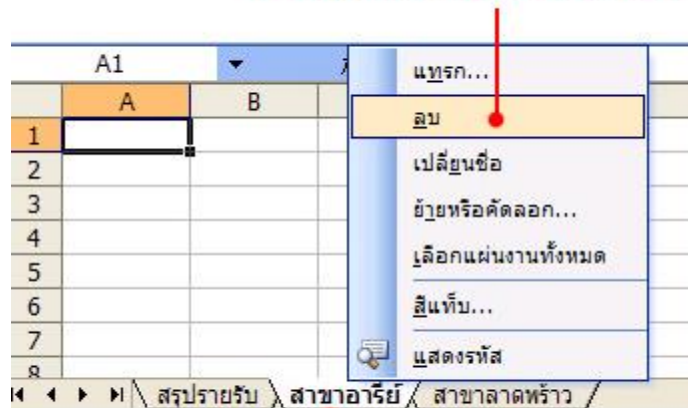 A1
A B
1
2
3
4
5
6
7
8
แทรก...
ลบ
เปลี่ยนชื่อ
ย้ายหรือคัดลอก...
เลือกแผ่นงานทั้งหมด
สีแท็บ...
แสดงรหัส
สรุปรายรับ สาขาอารีย์ สาขาลาดพร้าว